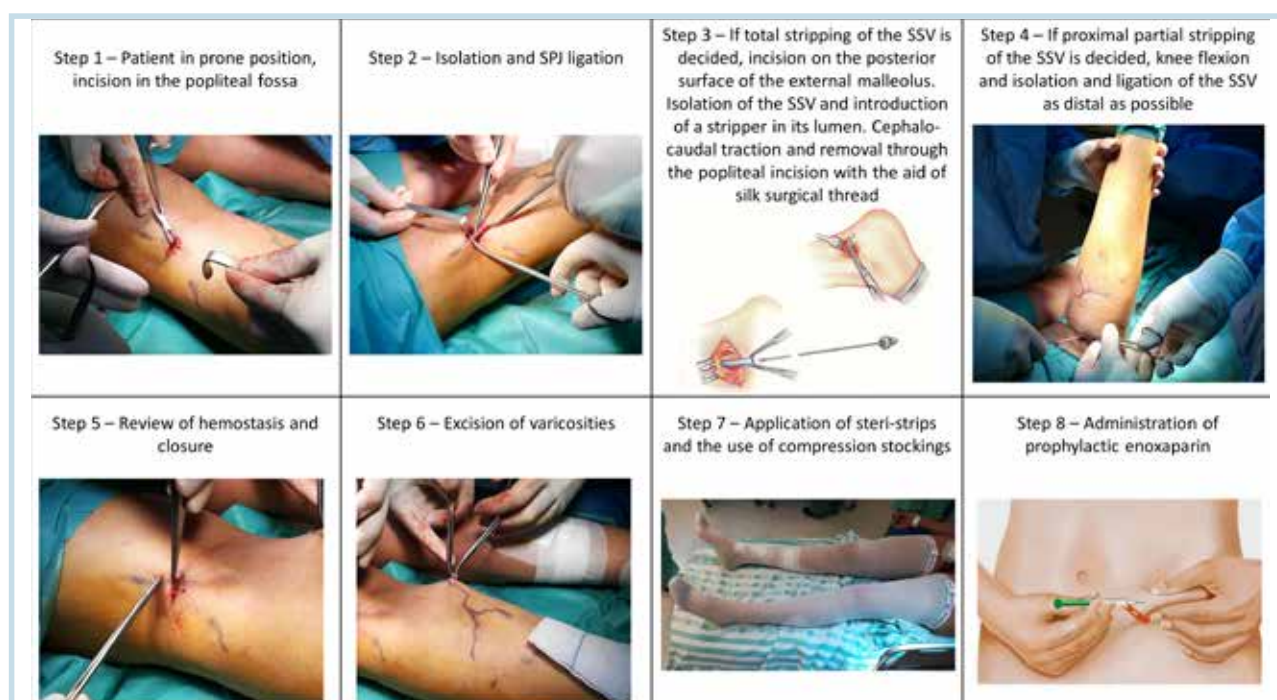 Step 1 – Patient in prone position,
incision in the popliteal fossa
Step 2 – Isolation and SPJ ligation
Step 3 – If total stripping of the SSV is
decided, incision on the posterior
surface of the external malleolus.
Isolation of the SSV and introduction
of a stripper in its lumen. Cephalo-
caudal traction and removal through
the popliteal incision with the aid of
silk surgical thread
Step 4 – If proximal partial stripping
of the SSV is decided, knee flexion
and isolation and ligation of the SSV
as distal as possible
Step 5 – Review of hemostasis and
closure
Step 6 – Excision of varicosities
Step 7 – Application of steri-strips
and the use of compression stockings
Step 8 – Administration of
prophylactic enoxaparin